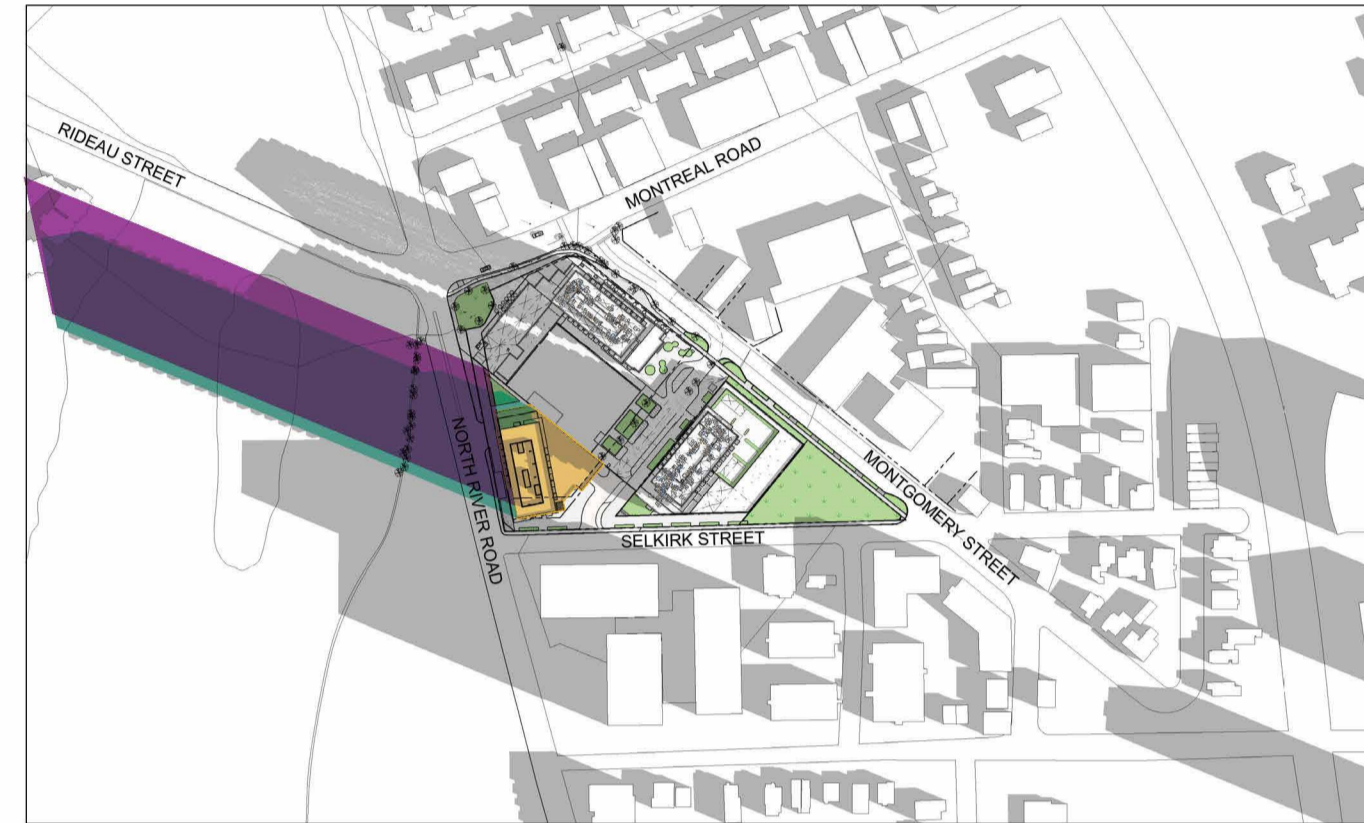 RIDEAU STREET
MONTREAL ROAD
NORTH RIVER ROAD
MONTGOMERY STREET
SELKIRK STREET